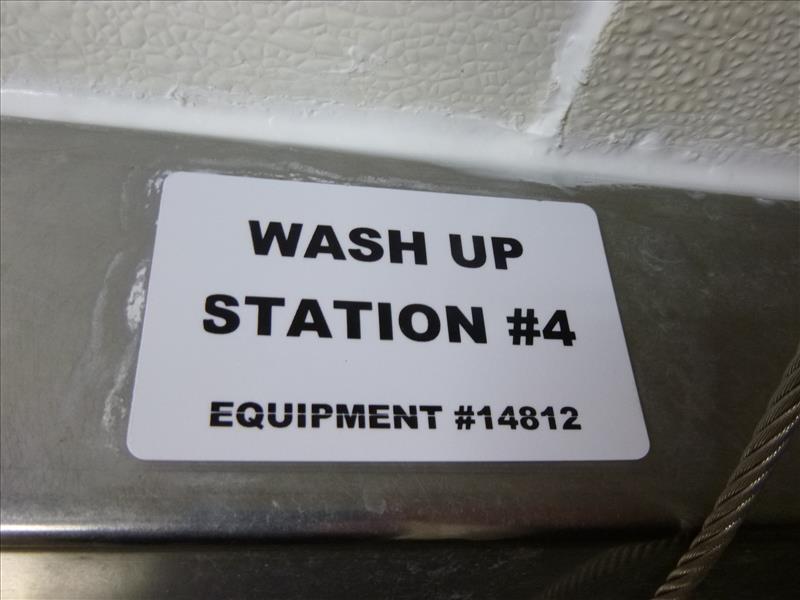 WASH UP
STATION #4
EQUIPMENT #14812